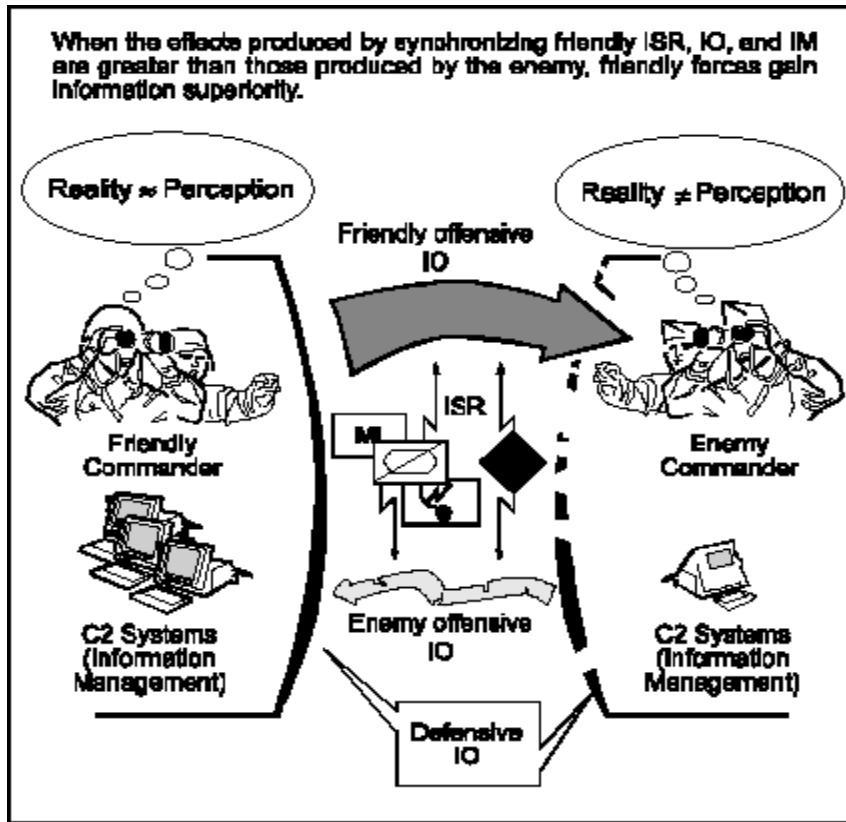 When the effects produced by synchronizing friendly ISR, IO, and IM
are greater than those produced by the enemy, friendly forces gain
information superiority.
Reality ≈ Perception
Reality ≠ Perception
Friendly offensive
IO
ISR
MI
Friendly
Commander
Enemy
Commander
Enemy offensive
IO
C2 Systems
(Information
Management)
C2 Systems
(Information
Management)
Defensive
IO